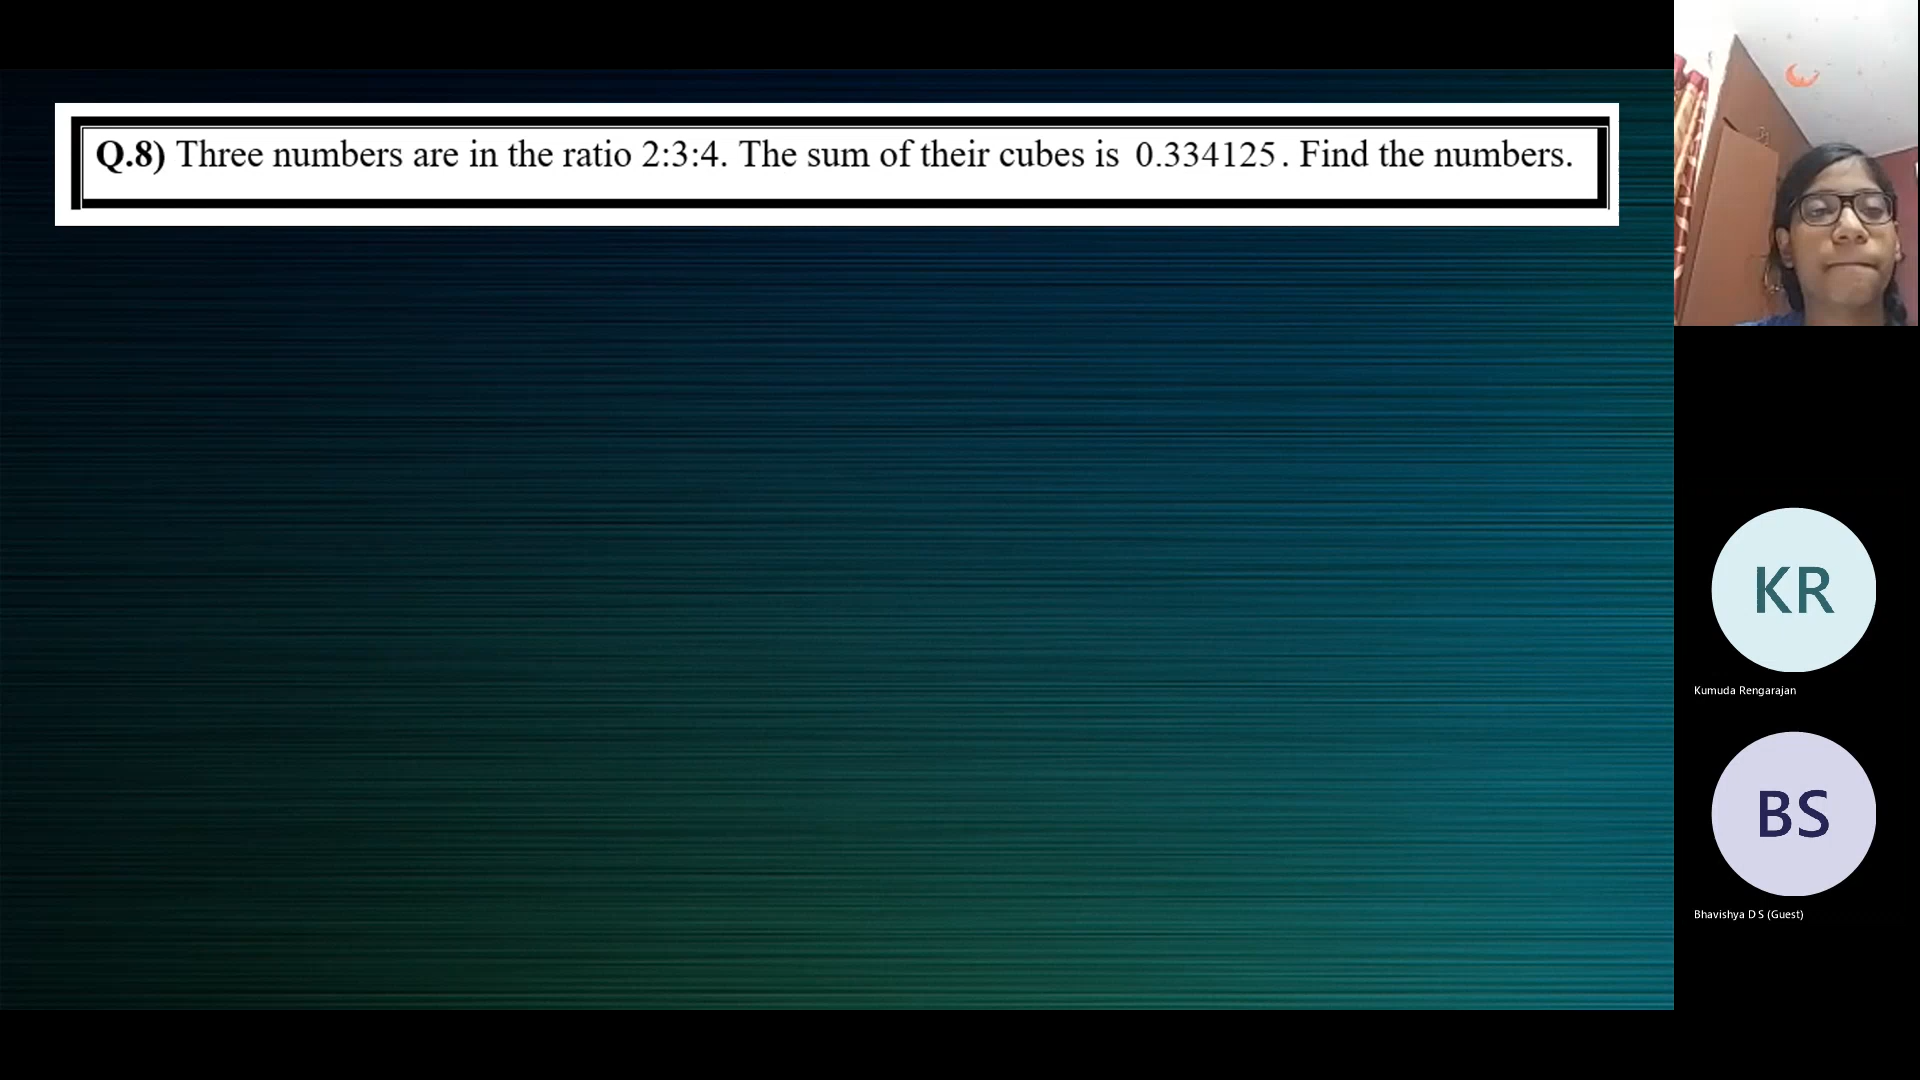 Q.8) Three numbers are in the ratio 2:3:4. The sum of their cubes is 0.334125. Find the numbers.
KR
Kumuda Rengarajan
BS
Bhavishya D S (Guest)